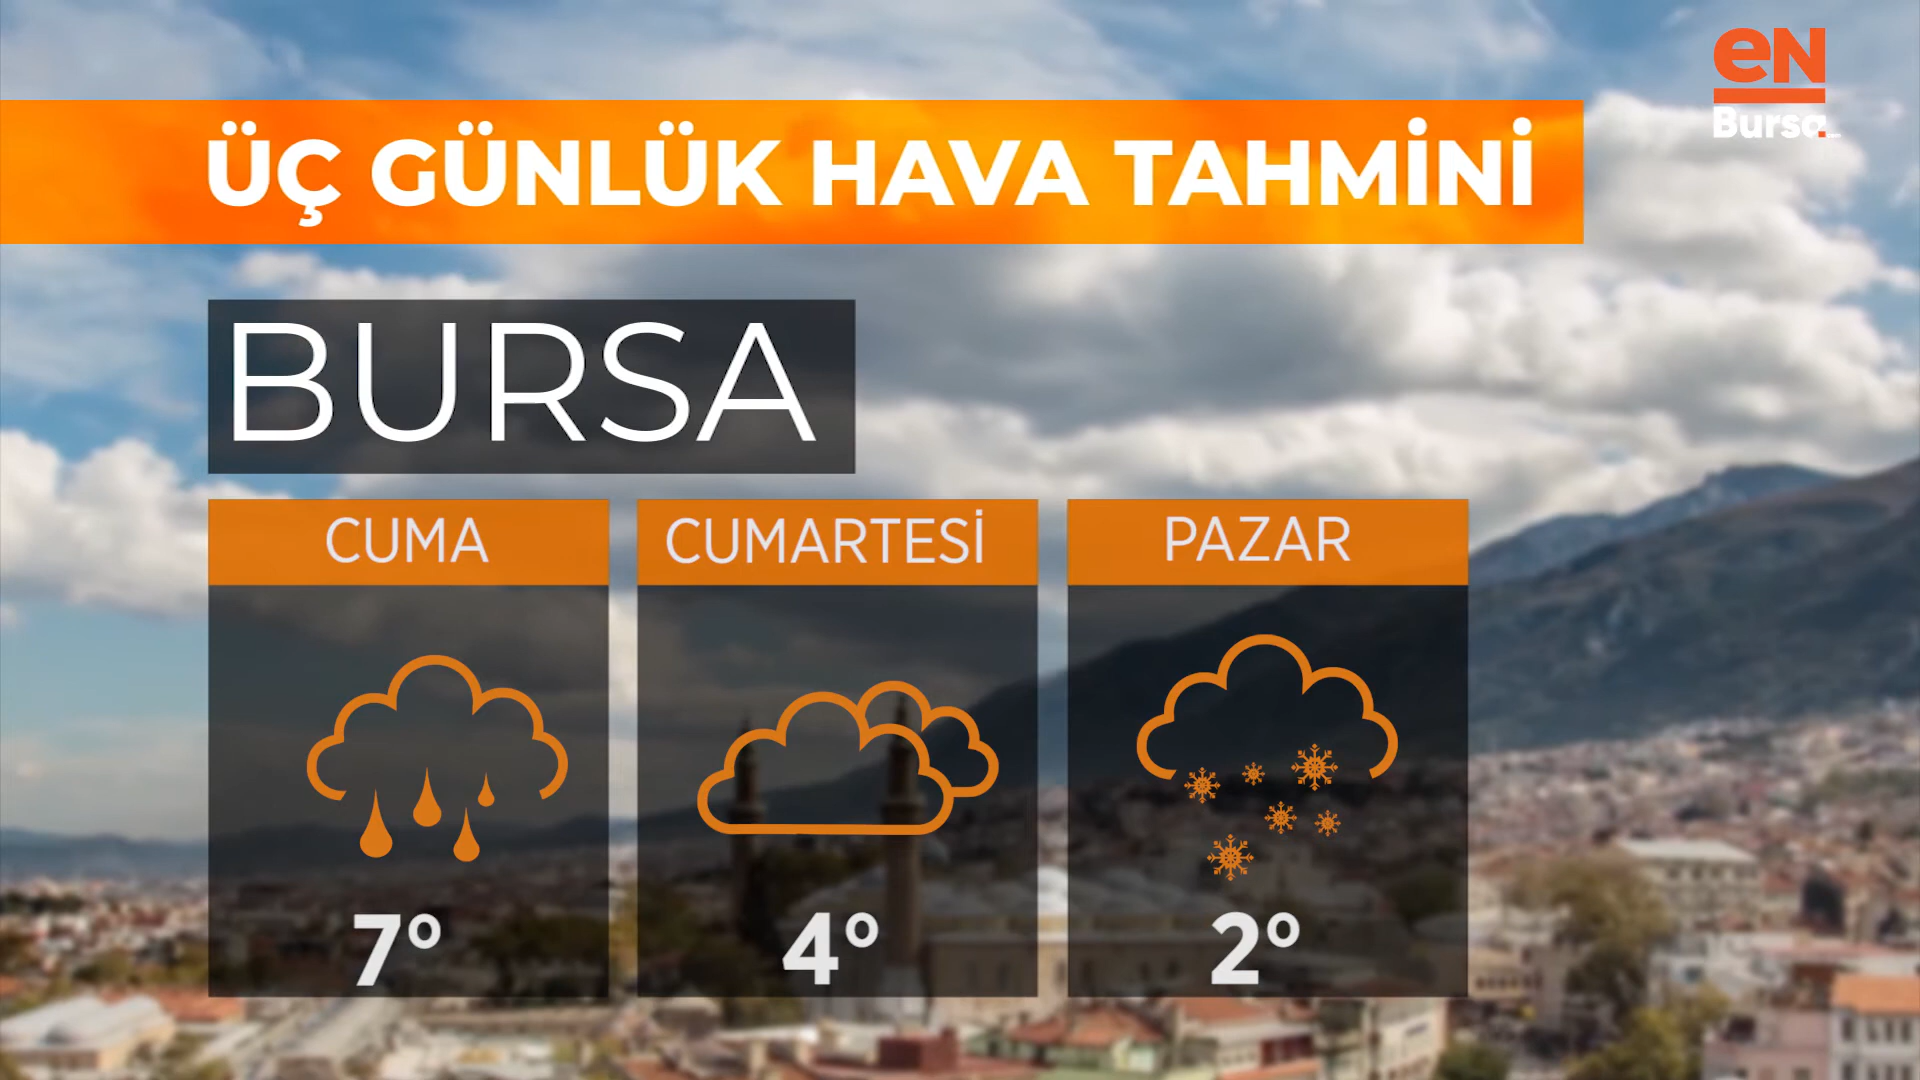 eN
Bursa.
ÜÇ GÜNLÜK HAVA TAHMİNİ
BURSA
CUMA
CUMARTESİ
PAZAR
7°
4°
2°